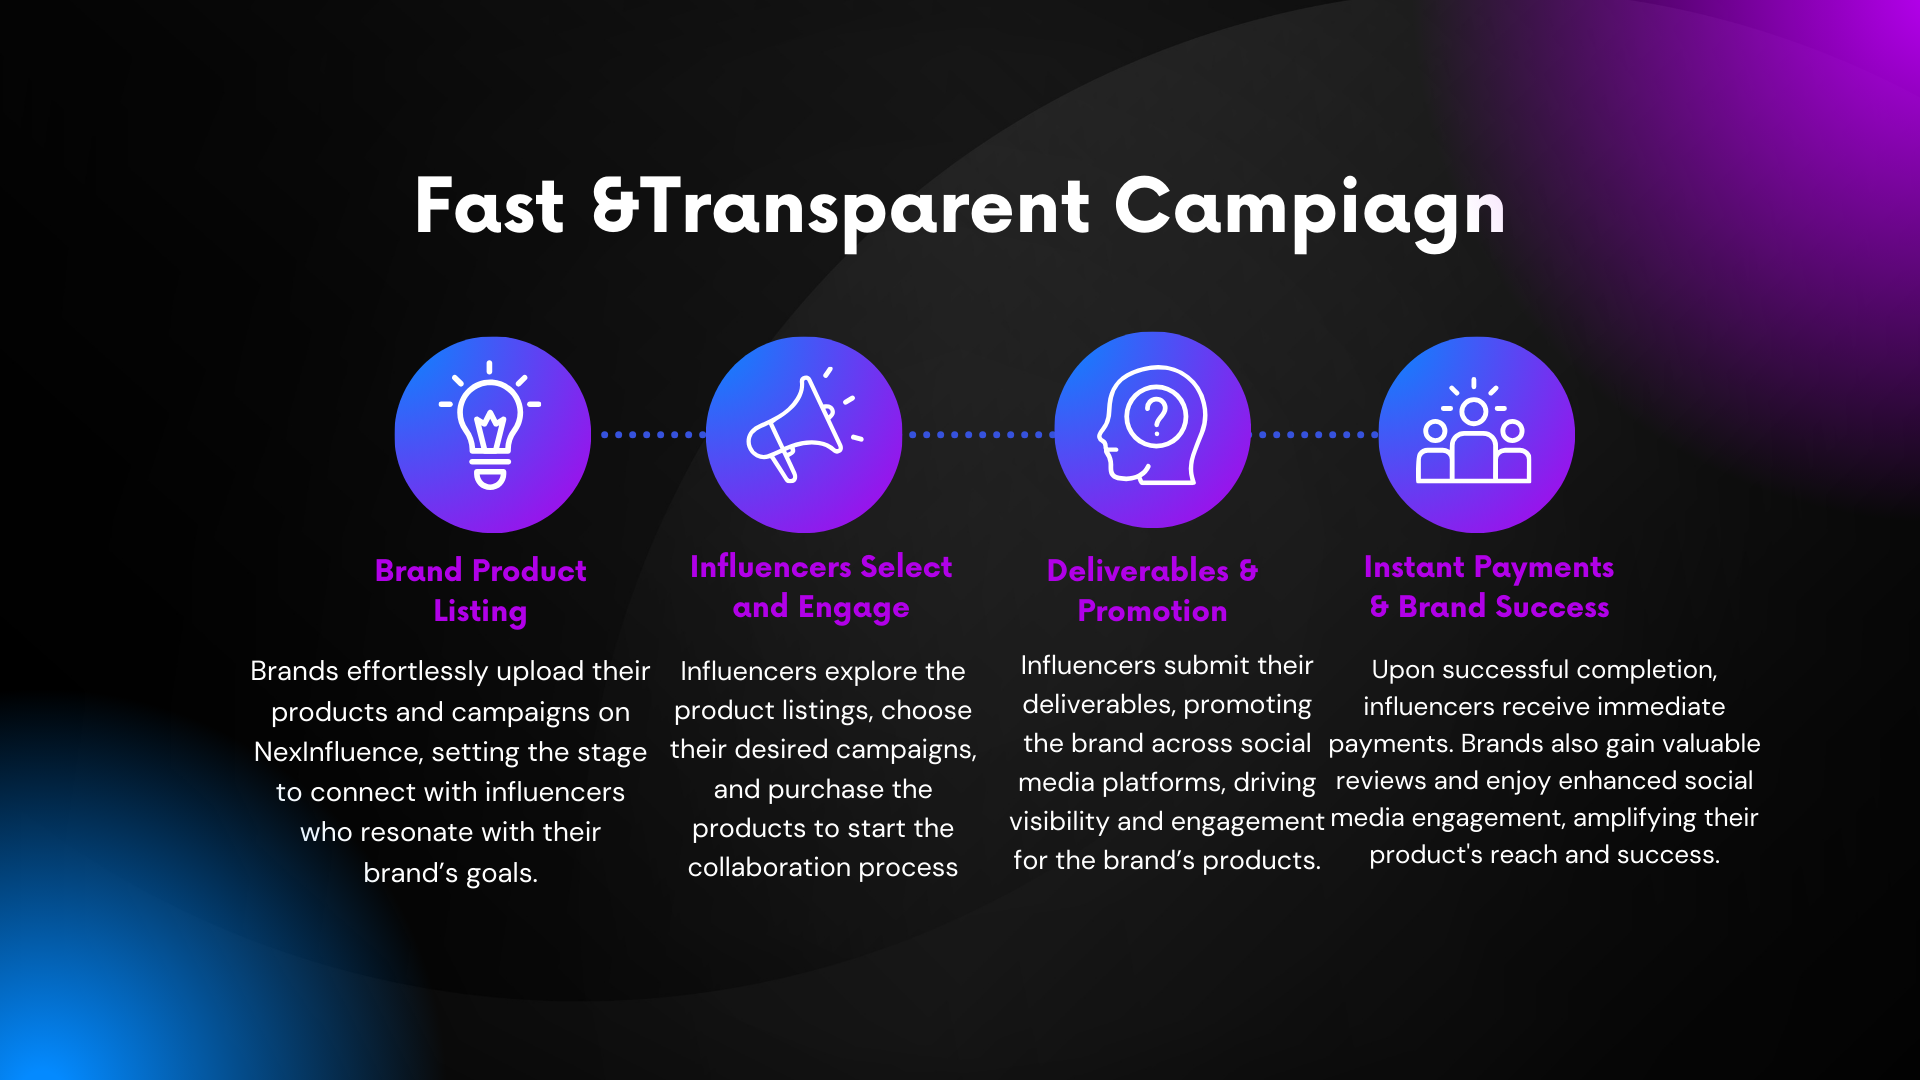 Fast &Transparent Campiagn
Brand Product
Listing
Brands effortlessly upload their
products and campaigns on
NexInfluence, setting the stage
to connect with influencers
who resonate with their
brand’s goals.
Influencers Select
and Engage
Influencers explore the
product listings, choose
their desired campaigns,
and purchase the
products to start the
collaboration process
Deliverables &
Promotion
Influencers submit their
deliverables, promoting
the brand across social
media platforms, driving
visibility and engagement
for the brand’s products.
Instant Payments
& Brand Success
Upon successful completion,
influencers receive immediate
payments. Brands also gain valuable
reviews and enjoy enhanced social
media engagement, amplifying their
product's reach and success.